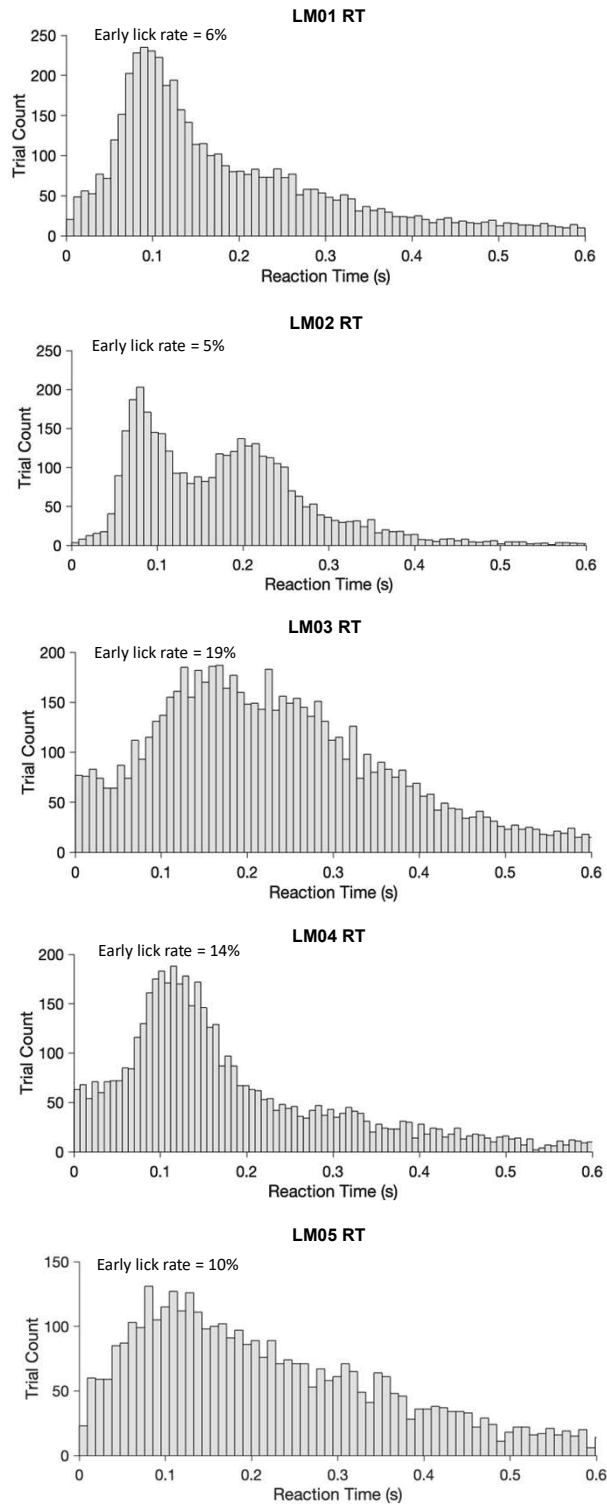 LM01 RT
Early lick rate = 6%
250
200
150
100
50
0
Trial Count
0 0.1 0.2 0.3 0.4 0.5 0.6
Reaction Time (s)
LM02 RT
Early lick rate = 5%
250
200
150
100
50
0
Trial Count
0 0.1 0.2 0.3 0.4 0.5 0.6
Reaction Time (s)
LM03 RT
Early lick rate = 19%
200
150
100
50
0
Trial Count
0 0.1 0.2 0.3 0.4 0.5 0.6
Reaction Time (s)
LM04 RT
Early lick rate = 14%
200
150
100
50
0
Trial Count
0 0.1 0.2 0.3 0.4 0.5 0.6
Reaction Time (s)
LM05 RT
Early lick rate = 10%
150
100
50
0
Trial Count
0 0.1 0.2 0.3 0.4 0.5 0.6
Reaction Time (s)